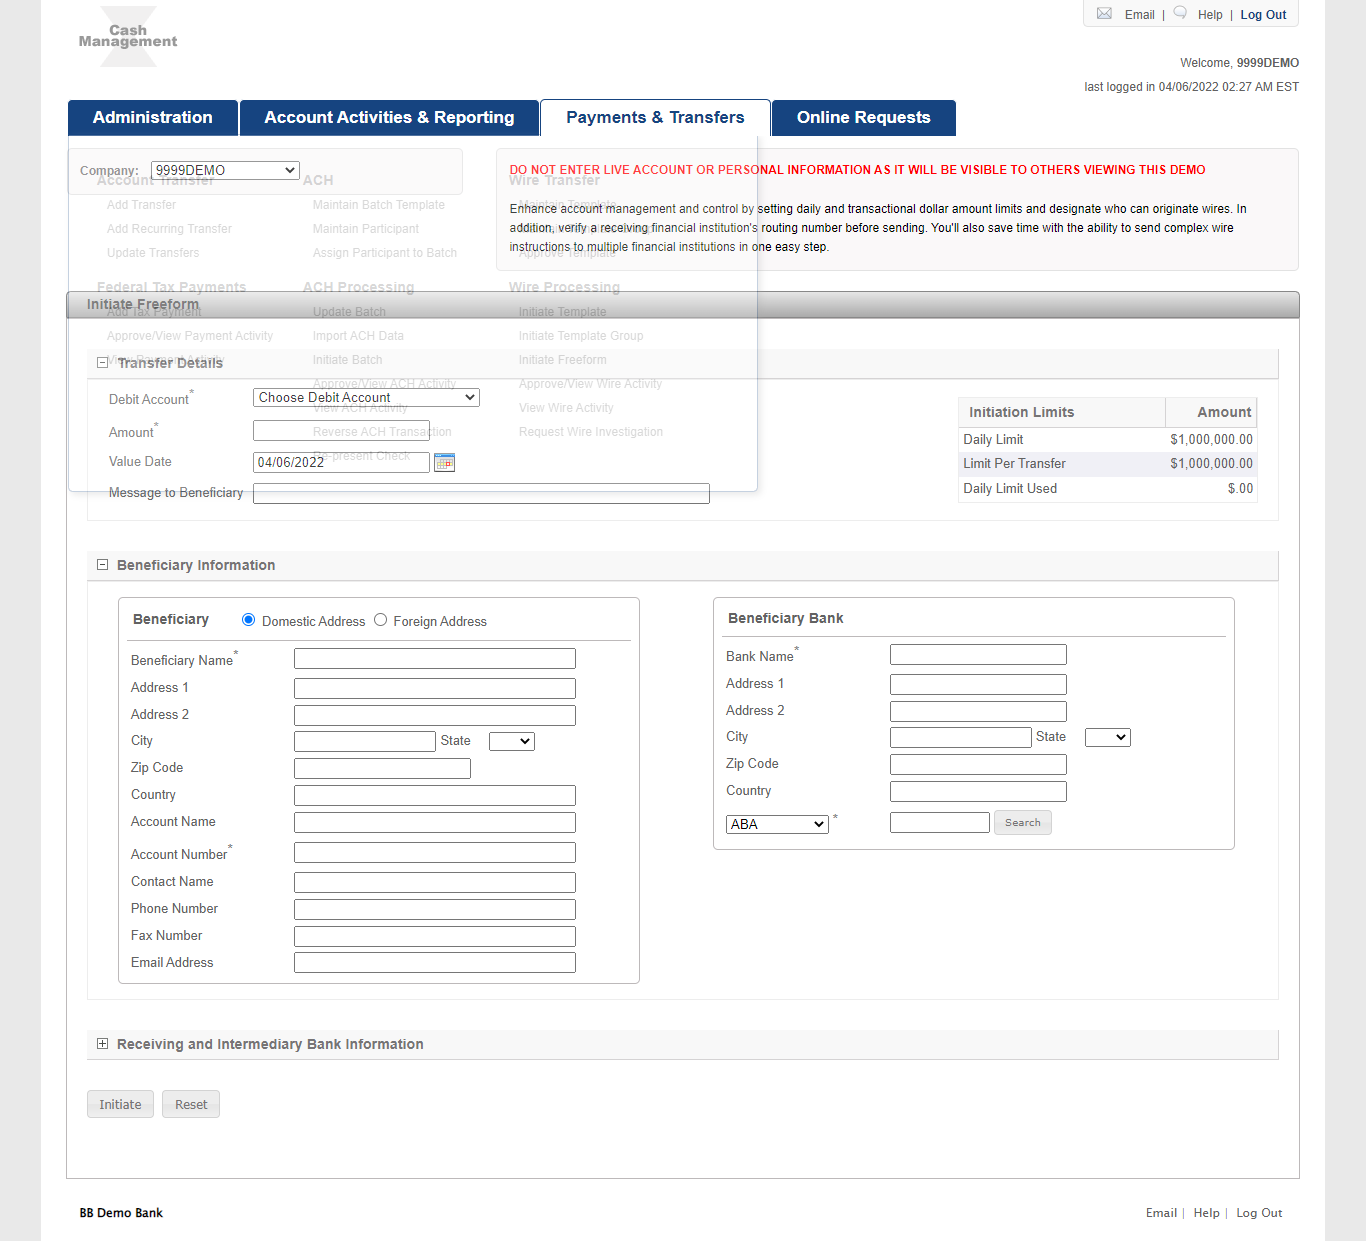 Cash
Management
Email | Help | Log Out
Welcome, 9999DEMO
last logged in 04/06/2022 02:27 AM EST
Administration
Account Activities & Reporting
Payments & Transfers
Online Requests
Company: 9999DEMO
DO NOT ENTER LIVE ACCOUNT OR PERSONAL INFORMATION AS IT WILL BE VISIBLE TO OTHERS VIEWING THIS DEMO
Enhance account management and control by setting daily and transactional dollar amount limits and designate who can originate wires. In
addition, verify a receiving financial institution's routing number before sending. You'll also save time with the ability to send complex wire
instructions to multiple financial institutions in one easy step.
Account Transfer
Add Transfer
Add Recurring Transfer
Update Transfers
Federal Tax Payments
Add Tax Payment
Approve/View Payment Activity
View Payment Activity
ACH
Maintain Batch Template
Maintain Participant
Assign Participant to Batch
ACH Processing
Update Batch
Import ACH Data
Initiate Batch
Approve/View ACH Activity
View ACH Activity
Reverse ACH Transaction
Re-present Check
Wire Transfer
Maintain Template
Approve Template
Wire Processing
Initiate Template
Initiate Template Group
Initiate Freeform
Approve/View Wire Activity
View Wire Activity
Request Wire Investigation
Initiate Freeform
Transfer Details
Debit Account* Choose Debit Account
Amount*
Value Date 04/06/2022
Message to Beneficiary
Initiation Limits Amount
Daily Limit $1,000,000.00
Limit Per Transfer $1,000,000.00
Daily Limit Used $.00
Beneficiary Information
Beneficiary Domestic Address Foreign Address
Beneficiary Name*
Address 1
Address 2
City State
Zip Code
Country
Account Name
Account Number*
Contact Name
Phone Number
Fax Number
Email Address
Beneficiary Bank
Bank Name*
Address 1
Address 2
City State
Zip Code
Country
ABA * Search
Receiving and Intermediary Bank Information
Initiate Reset
BB Demo Bank
Email | Help | Log Out